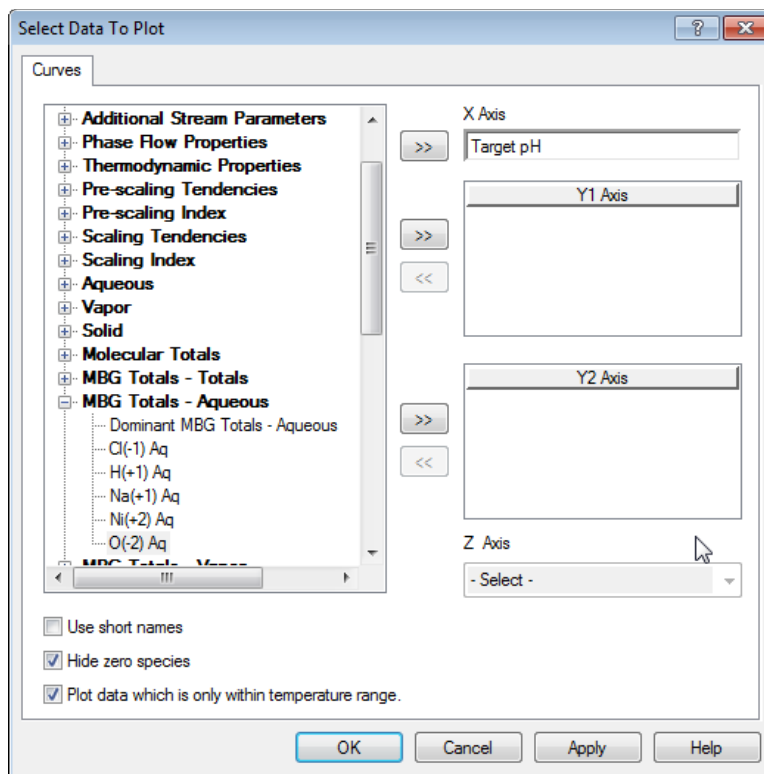 Select Data To Plot
Curves
Additional Stream Parameters
Phase Flow Properties
Thermodynamic Properties
Pre-scaling Tendencies
Pre-scaling Index
Scaling Tendencies
Scaling Index
Aqueous
Vapor
Solid
Molecular Totals
MBG Totals - Totals
MBG Totals - Aqueous
Dominant MBG Totals - Aqueous
Cl(-1) Aq
H(+1) Aq
Na(+1) Aq
Ni(+2) Aq
O(-2) Aq
MBG Totals - Vapor
>>
X Axis
Target pH
Y1 Axis
>>
<<
Y2 Axis
>>
<<
Z Axis
- Select -
Use short names
Hide zero species
Plot data which is only within temperature range.
OK
Cancel
Apply
Help